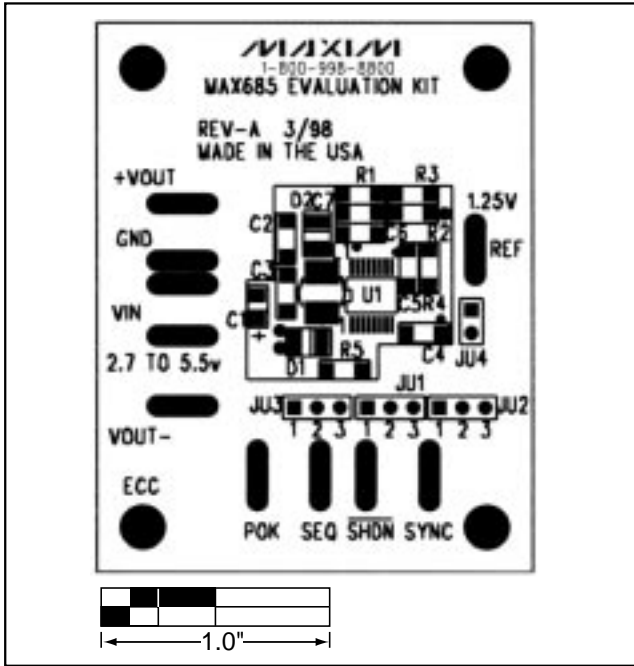 MAXIM
1-800-998-8800
MAX685 EVALUATION KIT
REV-A 3/98
MADE IN THE USA
R1 R3
+VOUT
D2 C7 1.25V
C2
GND C6 R2 REF
C3
U1
VIN C5 R4
C1 +
C4
2.7 TO 5.5v D1 R5 JU4
JU1
JU3 JU2
1 2 3 1 2 3 1 2 3
VOUT-
ECC
POK SEQ SHDN SYNC
1.0"